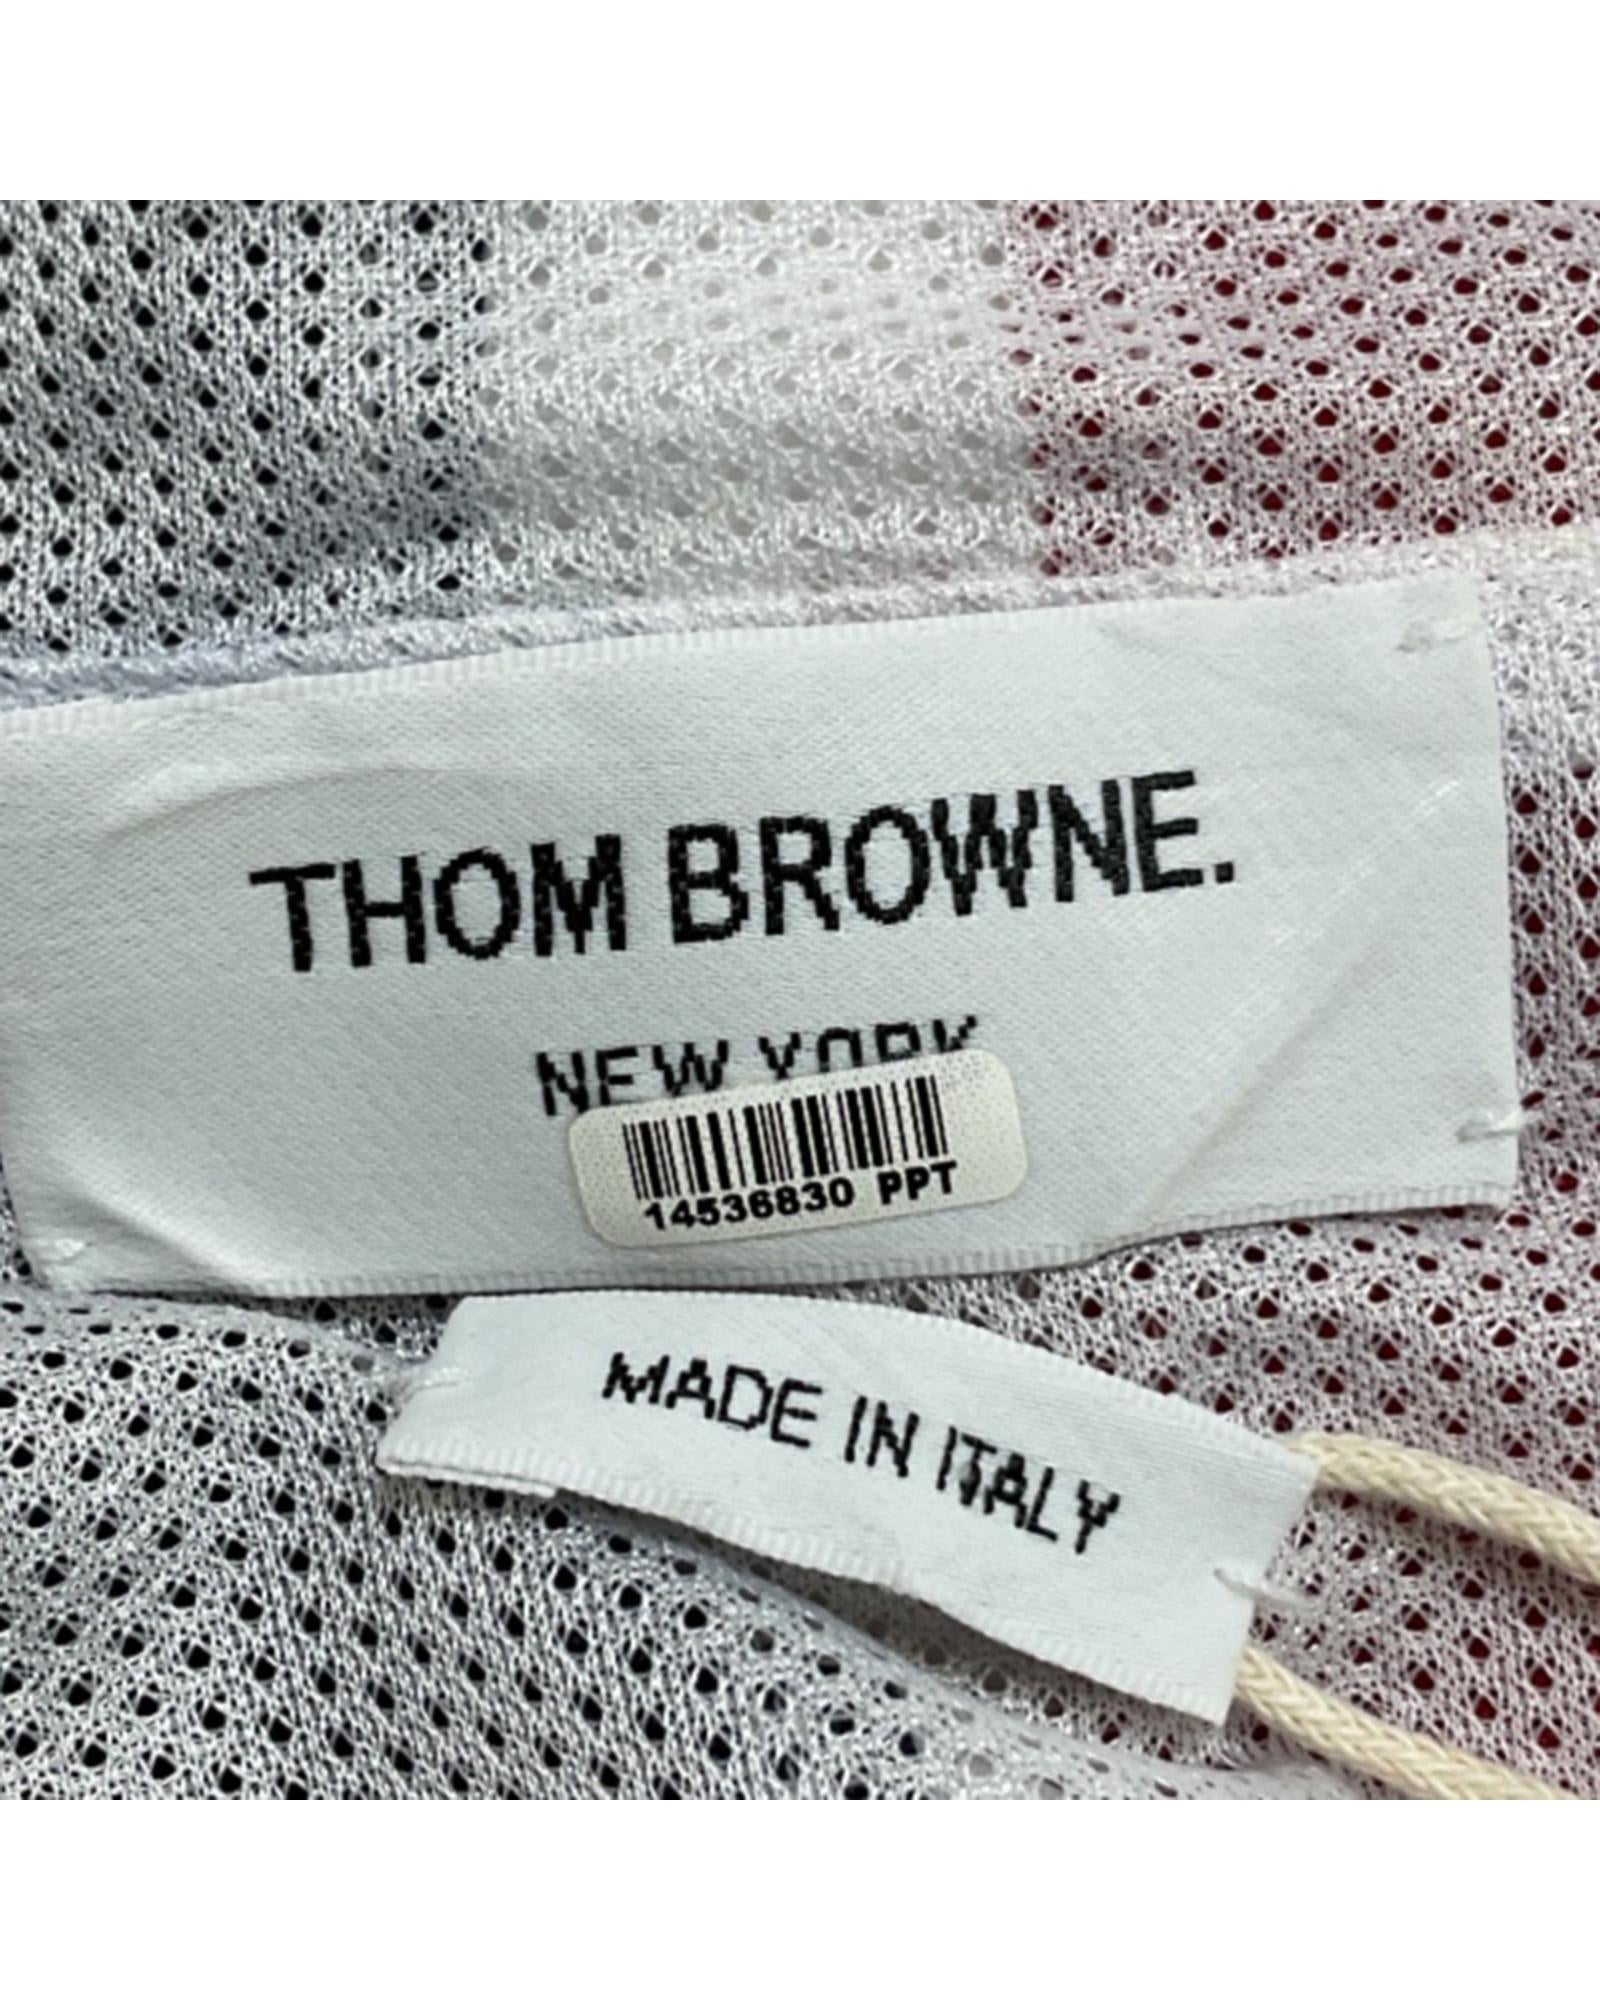 THOM BROWNE.
NEW YORK
14536830 PPT
MADE IN ITALY